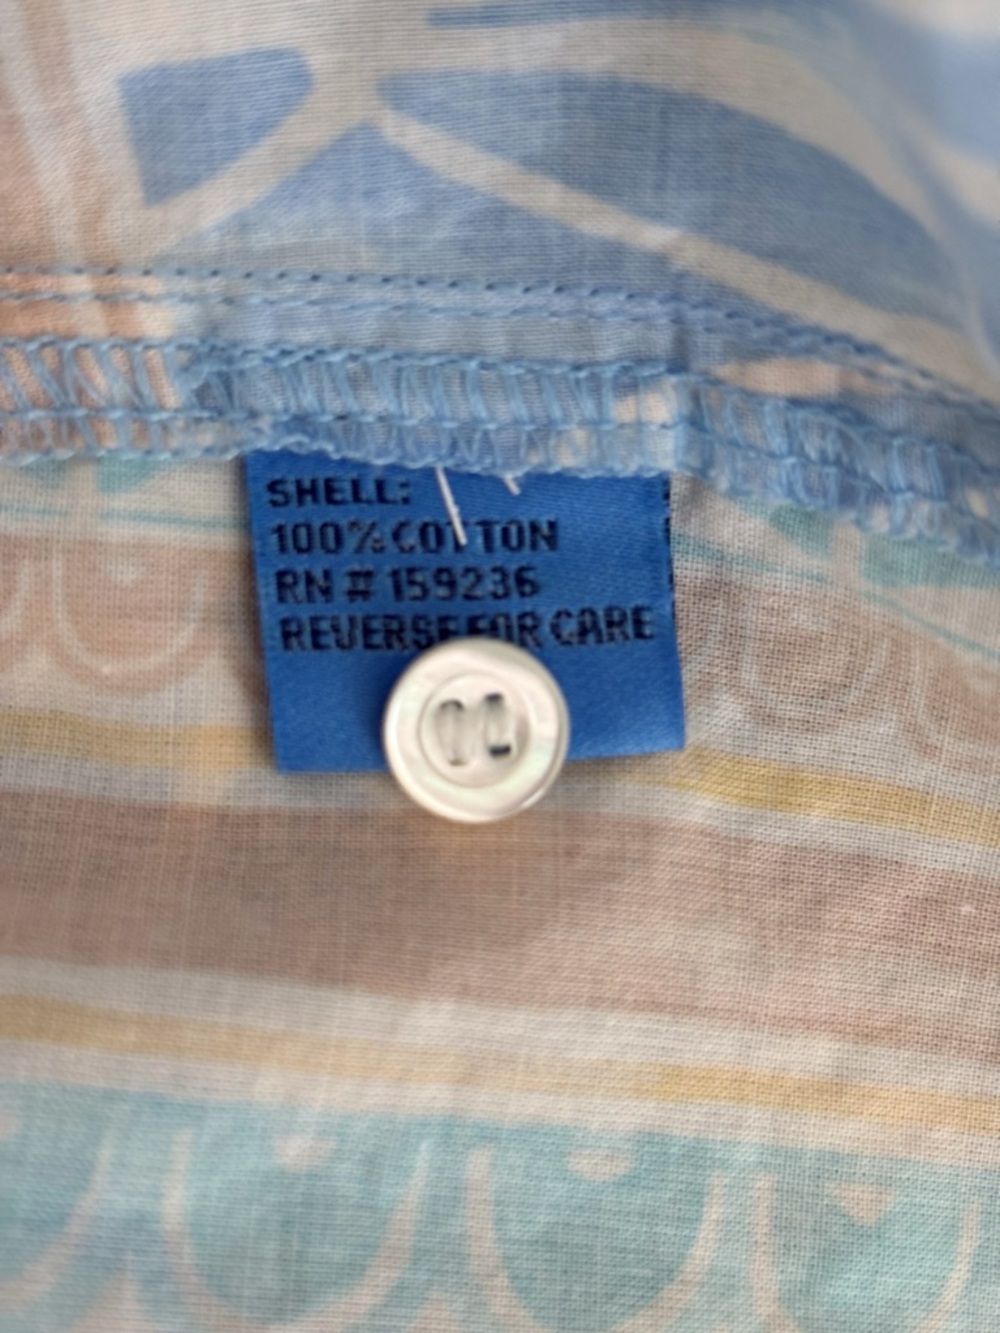 SHELL:
100% COTTON
RN # 159236
REVERSE FOR CARE